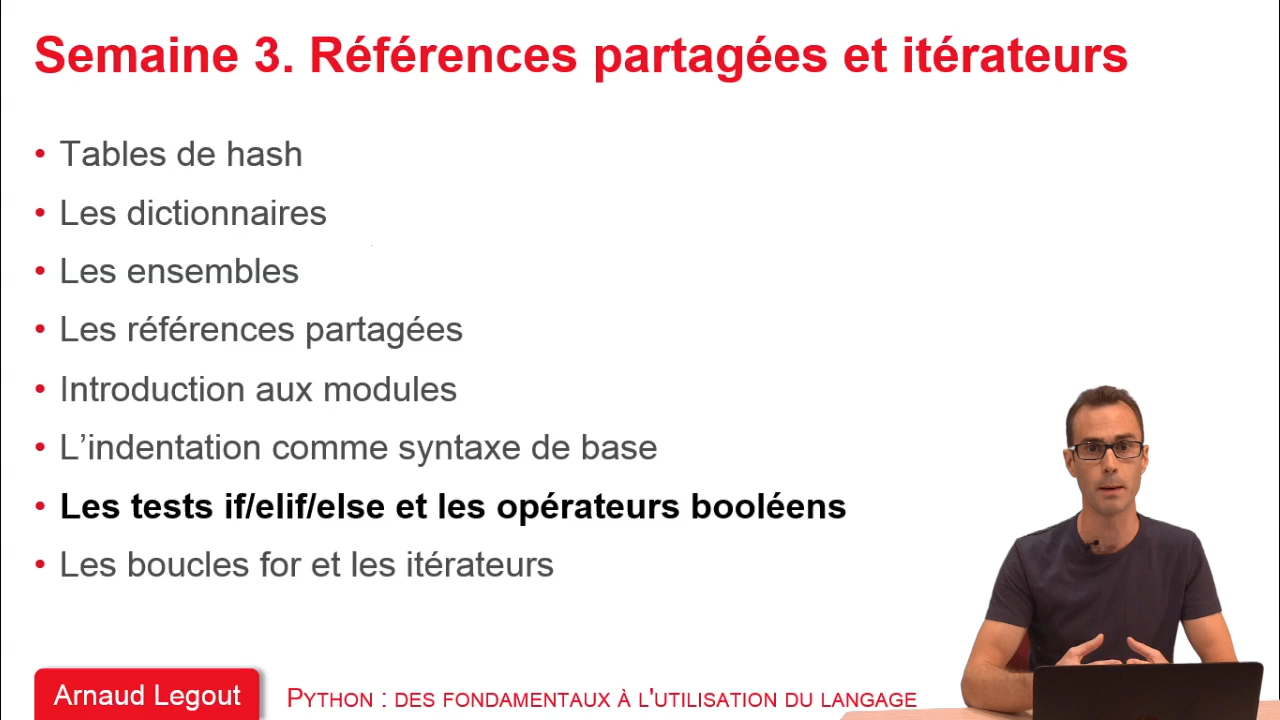 Semaine 3. Références partagées et itérateurs
• Tables de hash
• Les dictionnaires
• Les ensembles
• Les références partagées
• Introduction aux modules
• L’indentation comme syntaxe de base
• Les tests if/elif/else et les opérateurs booléens
• Les boucles for et les itérateurs
Arnaud Legout
PYTHON : DES FONDAMENTAUX À L'UTILISATION DU LANGAGE